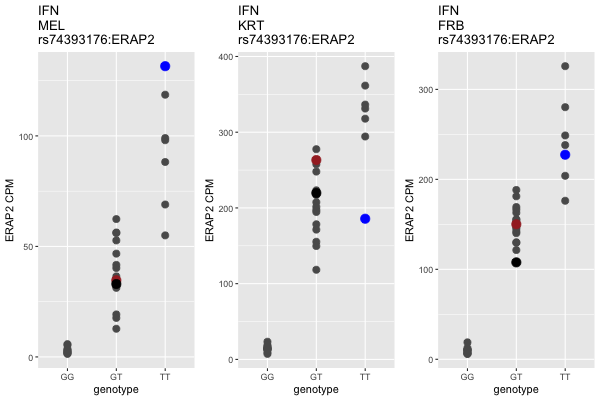 IFN
MEL
rs74393176:ERAP2
ERAP2 CPM
100
50
0
GG GT TT
genotype
IFN
KRT
rs74393176:ERAP2
ERAP2 CPM
400
300
200
100
0
GG GT TT
genotype
IFN
FRB
rs74393176:ERAP2
ERAP2 CPM
300
200
100
0
GG GT TT
genotype